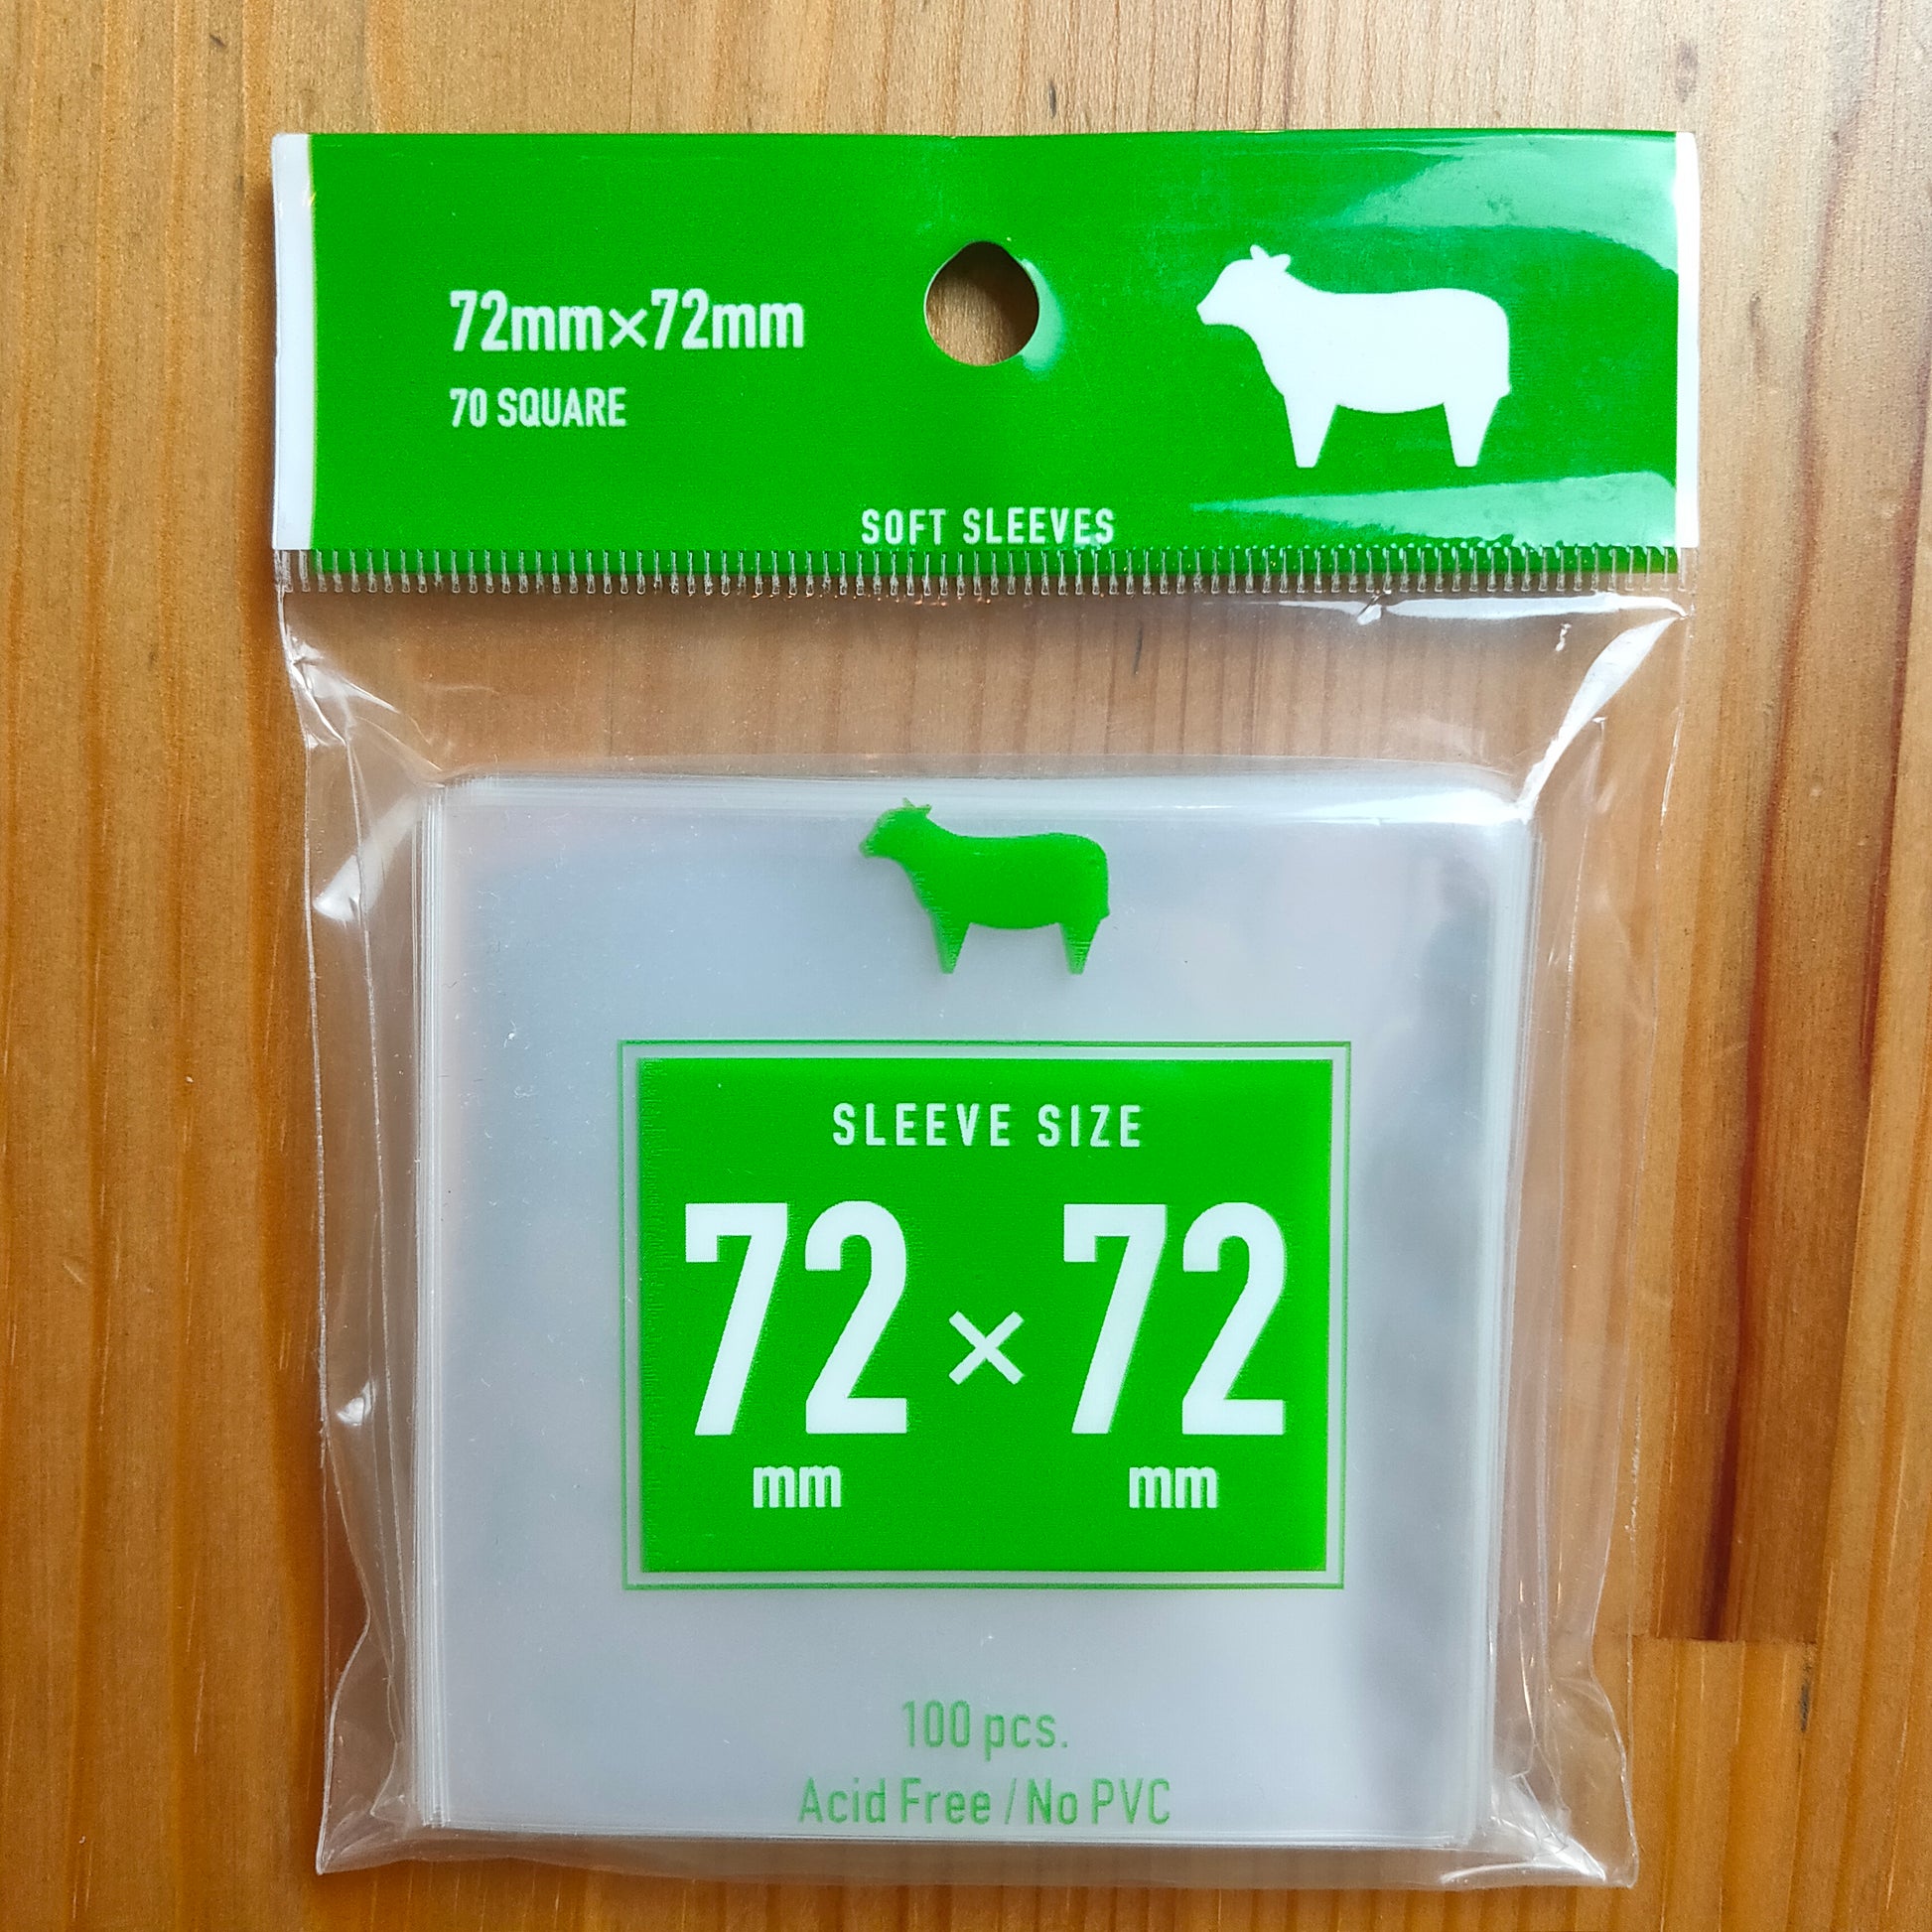 72mm×72mm
70 SQUARE
SOFT SLEEVES
SLEEVE SIZE
72 × 72
mm mm
100 pcs.
Acid Free / No PVC